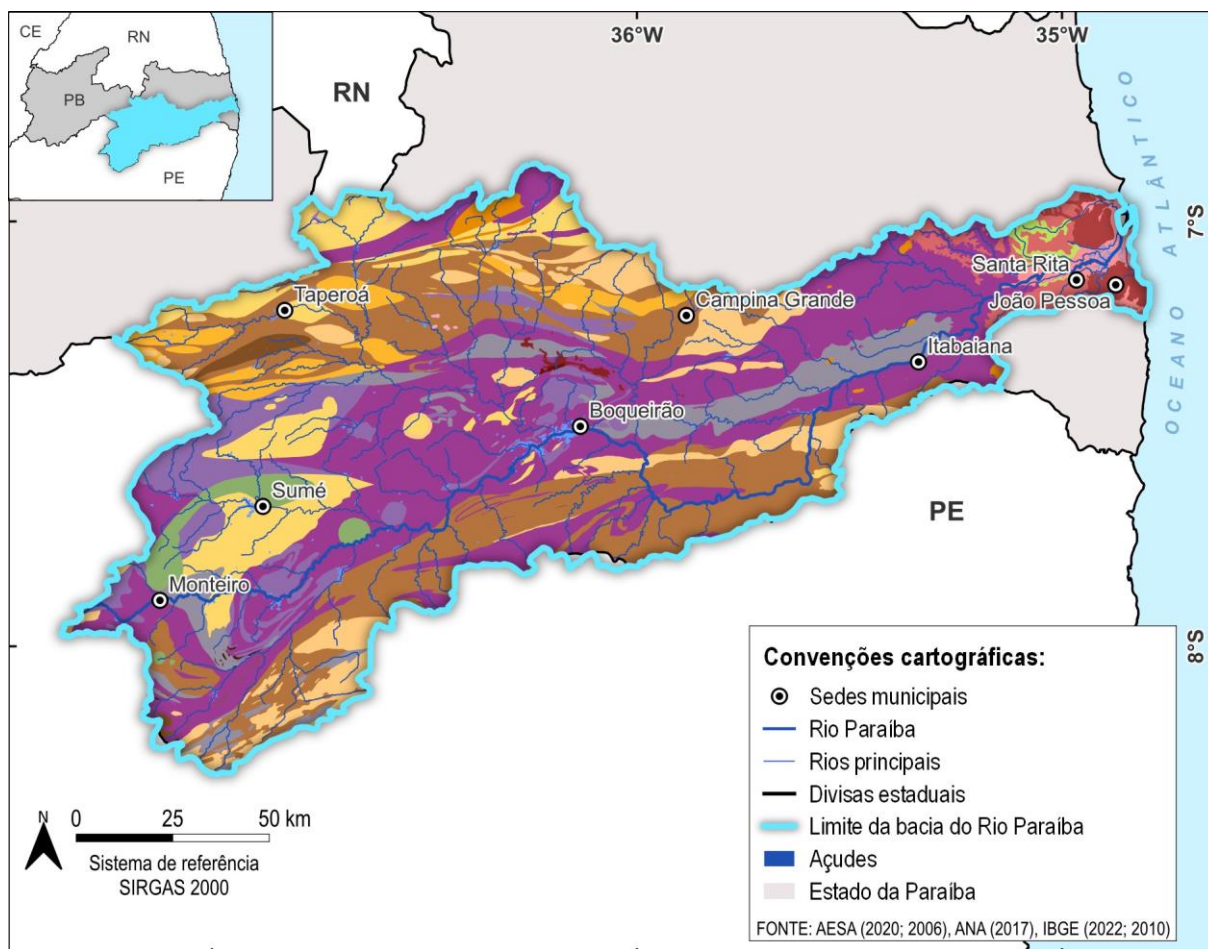 36°W
35°W
CE
RN
PB
PE
RN
OCEANO ATLÂNTICO
7°S
Taperoá
Campina Grande
Santa Rita
João Pessoa
Itabaiana
Boqueirão
Sumé
Monteiro
PE
8°S
N
0 25 50 km
Sistema de referência
SIRGAS 2000
Convenções cartográficas:
Sedes municipais
Rio Paraíba
Rios principais
Divisas estaduais
Limite da bacia do Rio Paraíba
Açudes
Estado da Paraíba
FONTE: AESA (2020; 2006), ANA (2017), IBGE (2022; 2010)